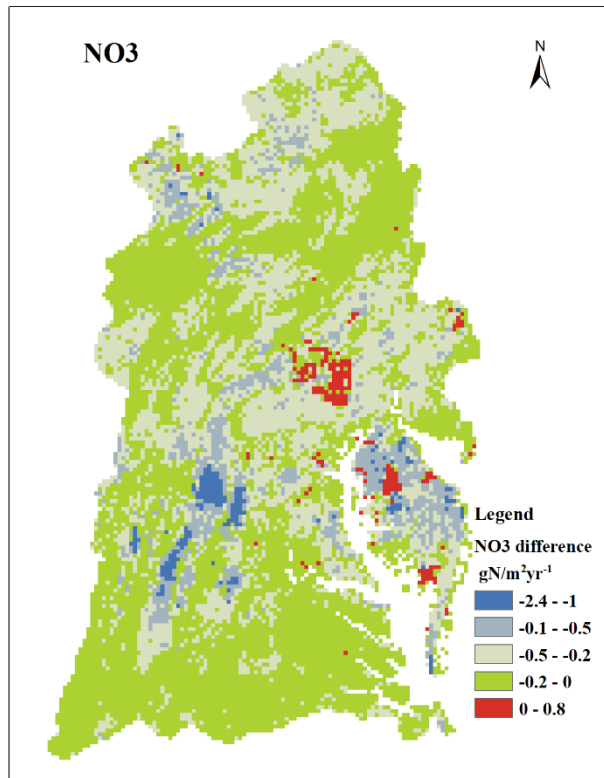 NO3
N
Legend
NO3 difference
gN/m²yr⁻¹
-2.4 - -1
-0.1 - -0.5
-0.5 - -0.2
-0.2 - 0
0 - 0.8